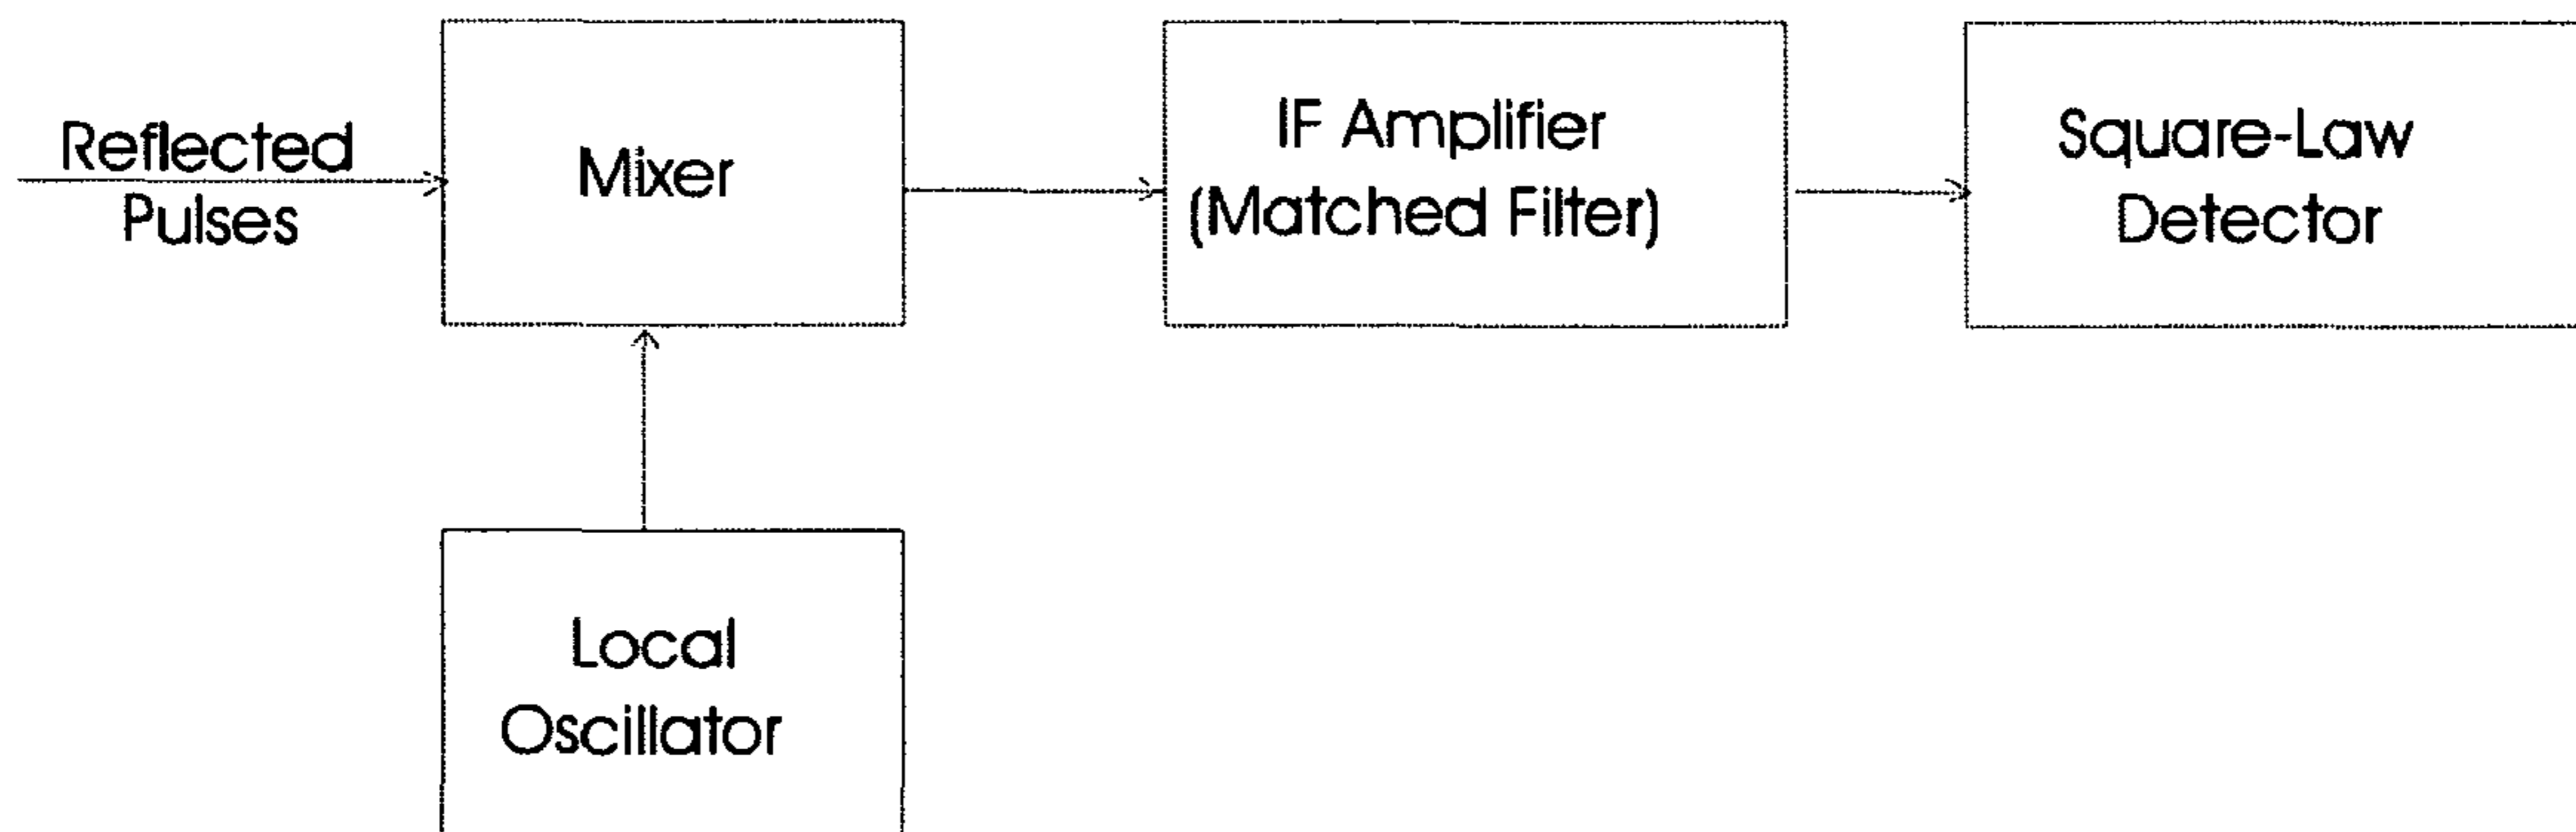 Reflected
Pulses
Mixer
IF Amplifier
(Matched Filter)
Square-Law
Detector
Local
Oscillator